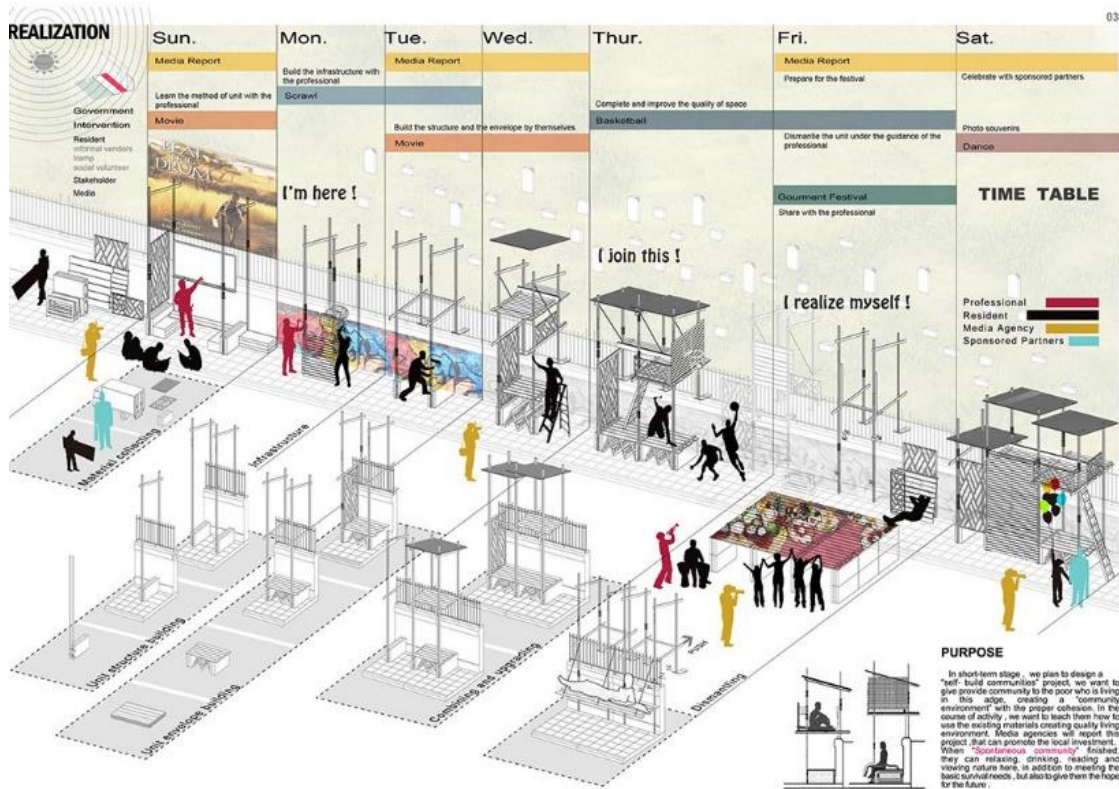 03
REALIZATION
Sun.
Mon.
Tue.
Wed.
Thur.
Fri.
Sat.
Media Report
Media Report
Media Report
Build the infrastructure with
the professional
Prepare for the festival
Celebrate with sponsored partners
Learn the method of unit with the
professional
Scrawl
Complete and improve the quality of space
Movie
Basketball
Build the structure and the envelope by themselves
Photo souvenirs
Movie
Dismantle the unit under the guidance of the
professional
Dance
Government
Intervention
Resident
informal vendors
tramp
social volunteer
Stakeholder
Media
BEAT
THE
DRUM
I'm here !
Gourment Festival
Share with the professional
TIME TABLE
I join this !
I realize myself !
Professional
Resident
Media Agency
Sponsored Partners
Material collecting
Infrastructure
Unit structure building
Unit envelope building
Combining and upgrading
Dismanting
PUSH
PURPOSE
In short-term stage , we plan to design a
"self- build communities" project, we want to
give provide community to the poor who is living
in this adge, creating a "community
environment" with the proper cohesion. In the
course of activity , we want to teach them how to
use the existing materials creating quality living
environment. Media agencies will report this
project ,that can promote the local investment.
When "Spontaneous community" finished,
they can relaxing, drinking, reading and
viewing nature here, in addition to meeting the
basic survival needs , but also to give them the hope
for the future .